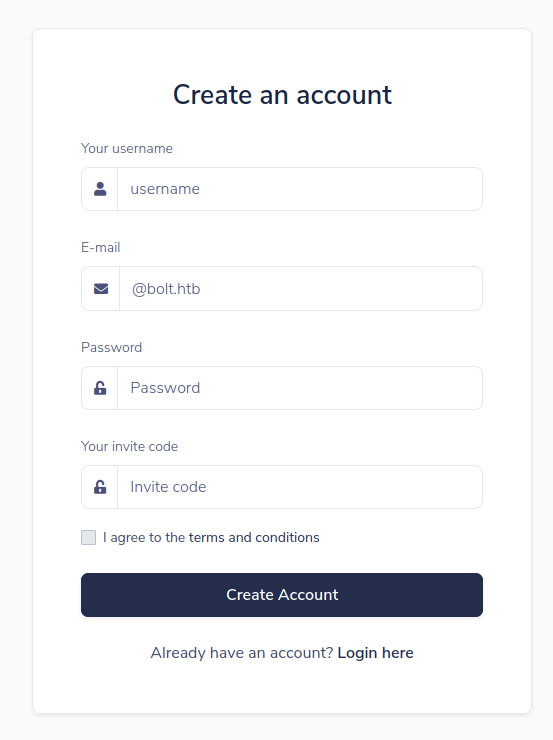 Create an account
Your username
username
E-mail
@bolt.htb
Password
Password
Your invite code
Invite code
I agree to the terms and conditions
Create Account
Already have an account? Login here